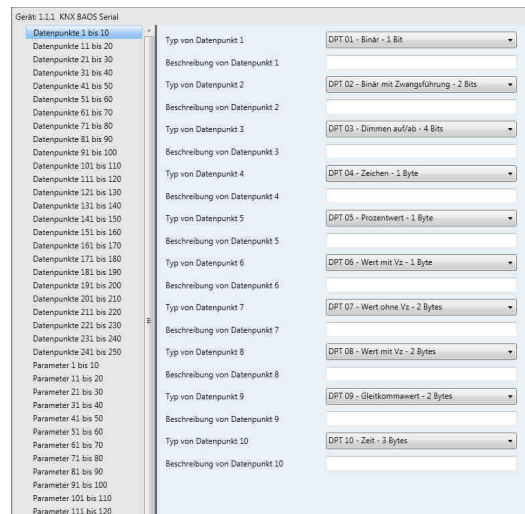 Gerät: 1.1.1 KNX BAOS Serial
Datenpunkte 1 bis 10
Datenpunkte 11 bis 20
Datenpunkte 21 bis 30
Datenpunkte 31 bis 40
Datenpunkte 41 bis 50
Datenpunkte 51 bis 60
Datenpunkte 61 bis 70
Datenpunkte 71 bis 80
Datenpunkte 81 bis 90
Datenpunkte 91 bis 100
Datenpunkte 101 bis 110
Datenpunkte 111 bis 120
Datenpunkte 121 bis 130
Datenpunkte 131 bis 140
Datenpunkte 141 bis 150
Datenpunkte 151 bis 160
Datenpunkte 161 bis 170
Datenpunkte 171 bis 180
Datenpunkte 181 bis 190
Datenpunkte 191 bis 200
Datenpunkte 201 bis 210
Datenpunkte 211 bis 220
Datenpunkte 221 bis 230
Datenpunkte 231 bis 240
Datenpunkte 241 bis 250
Parameter 1 bis 10
Parameter 11 bis 20
Parameter 21 bis 30
Parameter 31 bis 40
Parameter 41 bis 50
Parameter 51 bis 60
Parameter 61 bis 70
Parameter 71 bis 80
Parameter 81 bis 90
Parameter 91 bis 100
Parameter 101 bis 110
Parameter 111 bis 120
Typ von Datenpunkt 1 DPT 01 - Binär - 1 Bit
Beschreibung von Datenpunkt 1
Typ von Datenpunkt 2 DPT 02 - Binär mit Zwangsführung - 2 Bits
Beschreibung von Datenpunkt 2
Typ von Datenpunkt 3 DPT 03 - Dimmen auf/ab - 4 Bits
Beschreibung von Datenpunkt 3
Typ von Datenpunkt 4 DPT 04 - Zeichen - 1 Byte
Beschreibung von Datenpunkt 4
Typ von Datenpunkt 5 DPT 05 - Prozentwert - 1 Byte
Beschreibung von Datenpunkt 5
Typ von Datenpunkt 6 DPT 06 - Wert mit Vz - 1 Byte
Beschreibung von Datenpunkt 6
Typ von Datenpunkt 7 DPT 07 - Wert ohne Vz - 2 Bytes
Beschreibung von Datenpunkt 7
Typ von Datenpunkt 8 DPT 08 - Wert mit Vz - 2 Bytes
Beschreibung von Datenpunkt 8
Typ von Datenpunkt 9 DPT 09 - Gleitkommawert - 2 Bytes
Beschreibung von Datenpunkt 9
Typ von Datenpunkt 10 DPT 10 - Zeit - 3 Bytes
Beschreibung von Datenpunkt 10